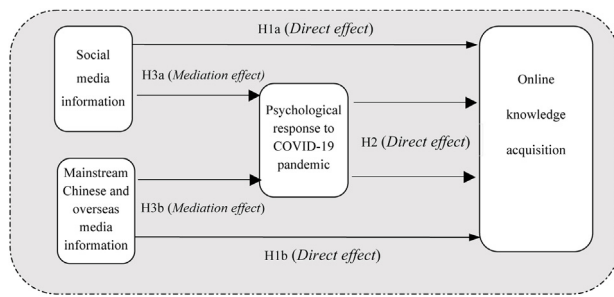 H1a (Direct effect)
Social
media
information
H3a (Mediation effect)
Psychological
response to
COVID-19
pandemic
H2 (Direct effect)
Online
knowledge
acquisition
Mainstream
Chinese and
overseas
media
information
H3b (Mediation effect)
H1b (Direct effect)